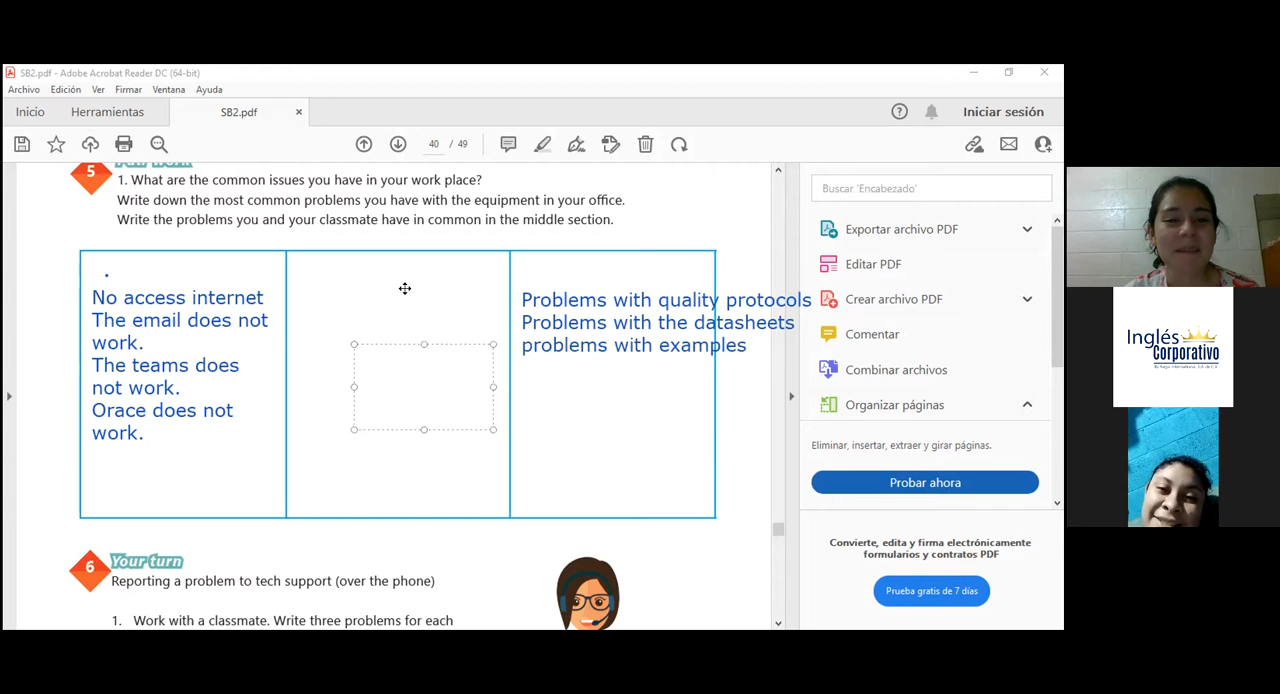 SB2.pdf - Adobe Acrobat Reader DC (64-bit)
Archivo Edición Ver Firmar Ventana Ayuda
Inicio Herramientas SB2.pdf × Iniciar sesión
40 / 49
5
1. What are the common issues you have in your work place?
Write down the most common problems you have with the equipment in your office.
Write the problems you and your classmate have in common in the middle section.
.
No access internet
The email does not
work.
The teams does
not work.
Orace does not
work.
Problems with quality protocols
Problems with the datasheets
problems with examples
6 Your turn
Reporting a problem to tech support (over the phone)
1. Work with a classmate. Write three problems for each
Buscar 'Encabezado'
Exportar archivo PDF
Editar PDF
Crear archivo PDF
Comentar
Combinar archivos
Organizar páginas
Eliminar, insertar, extraer y girar páginas.
Probar ahora
Convierte, edita y firma electrónicamente
formularios y contratos PDF
Prueba gratis de 7 días
Inglés
Corporativo